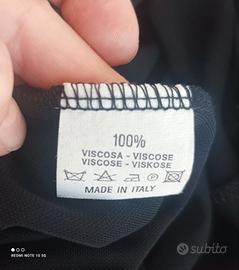 100%
VISCOSA - VISCOSE
VISCOSE - VISKOSE
MADE IN ITALY
REDMI NOTE 10 5G
subito